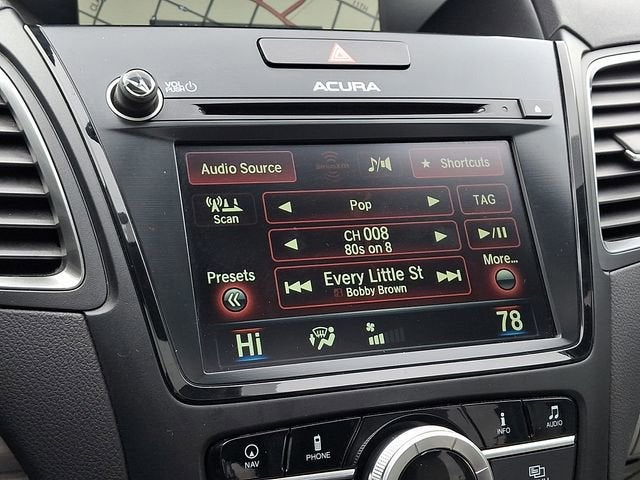 11TH
VOL
PUSH
ACURA
Audio Source
Shortcuts
Scan
Pop
TAG
CH 008
80s on 8
Presets
Every Little St
Bobby Brown
More...
Hi
78
NAV
PHONE
INFO
AUDIO